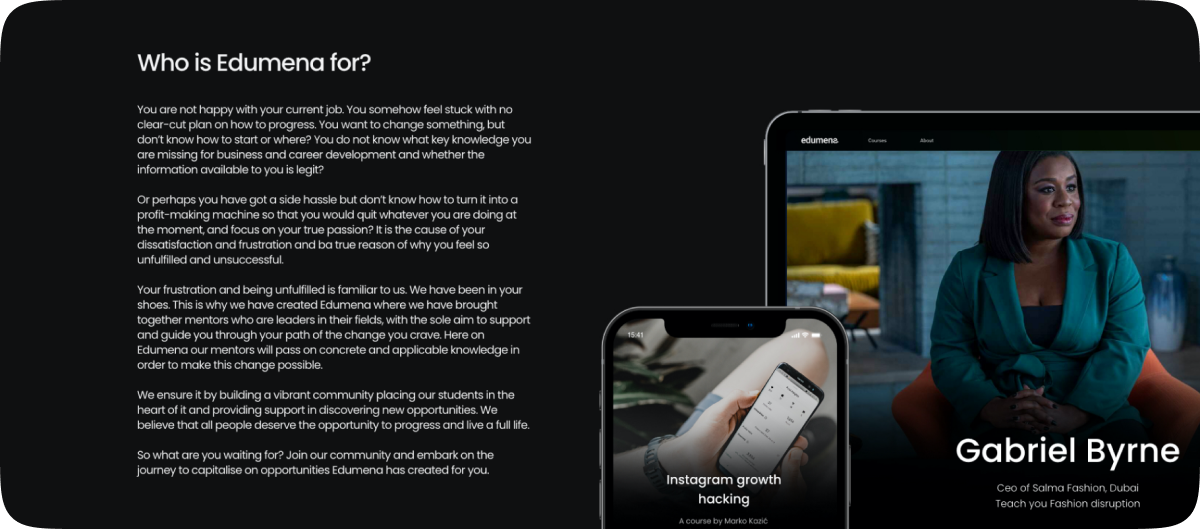 Who is Edumena for?
You are not happy with your current job. You somehow feel stuck with no
clear-cut plan on how to progress. You want to change something, but
don't know how to start or where? You do not know what key knowledge you
are missing for business and career development and whether the
information available to you is legit?
Or perhaps you have got a side hassle but don't know how to turn it into a
profit-making machine so that you would quit whatever you are doing at
the moment, and focus on your true passion? It is the cause of your
dissatisfaction and frustration and ba true reason of why you feel so
unfulfilled and unsuccessful.
Your frustration and being unfulfilled is familiar to us. We have been in your
shoes. This is why we have created Edumena where we have brought
together mentors who are leaders in their fields, with the sole aim to support
and guide you through your path of the change you crave. Here on
Edumena our mentors will pass on concrete and applicable knowledge in
order to make this change possible.
We ensure it by building a vibrant community placing our students in the
heart of it and providing support in discovering new opportunities. We
believe that all people deserve the opportunity to progress and live a full life.
So what are you waiting for? Join our community and embark on the
journey to capitalise on opportunities Edumena has created for you.
edumena Courses About
Gabriel Byrne
Ceo of Salma Fashion, Dubai
Teach you Fashion disruption
15:41
Instagram growth
hacking
A course by Marko Kazić